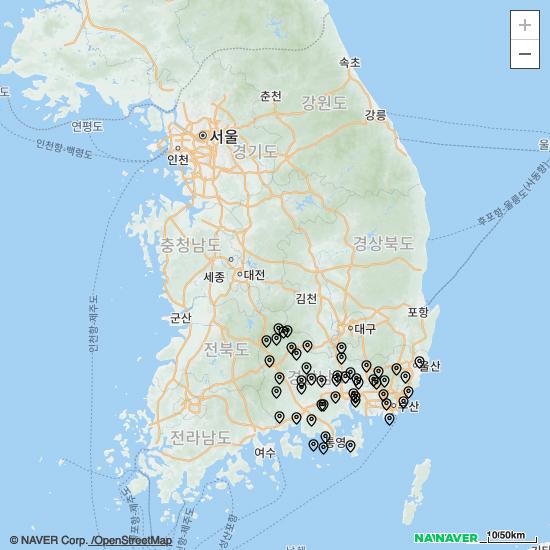 속초
춘천
강원도
강릉
도
연평도
서울
울
인천항-백령도
인천
경기도
후포항-울릉도(사동항)
충청남도
경상북도
세종
대전
인천항-제주도
김천
군산
포항
대구
전북도
울산
부산
전라남도
통영
여수
© NAVER Corp. /OpenStreetMap
NAVER
10/50km